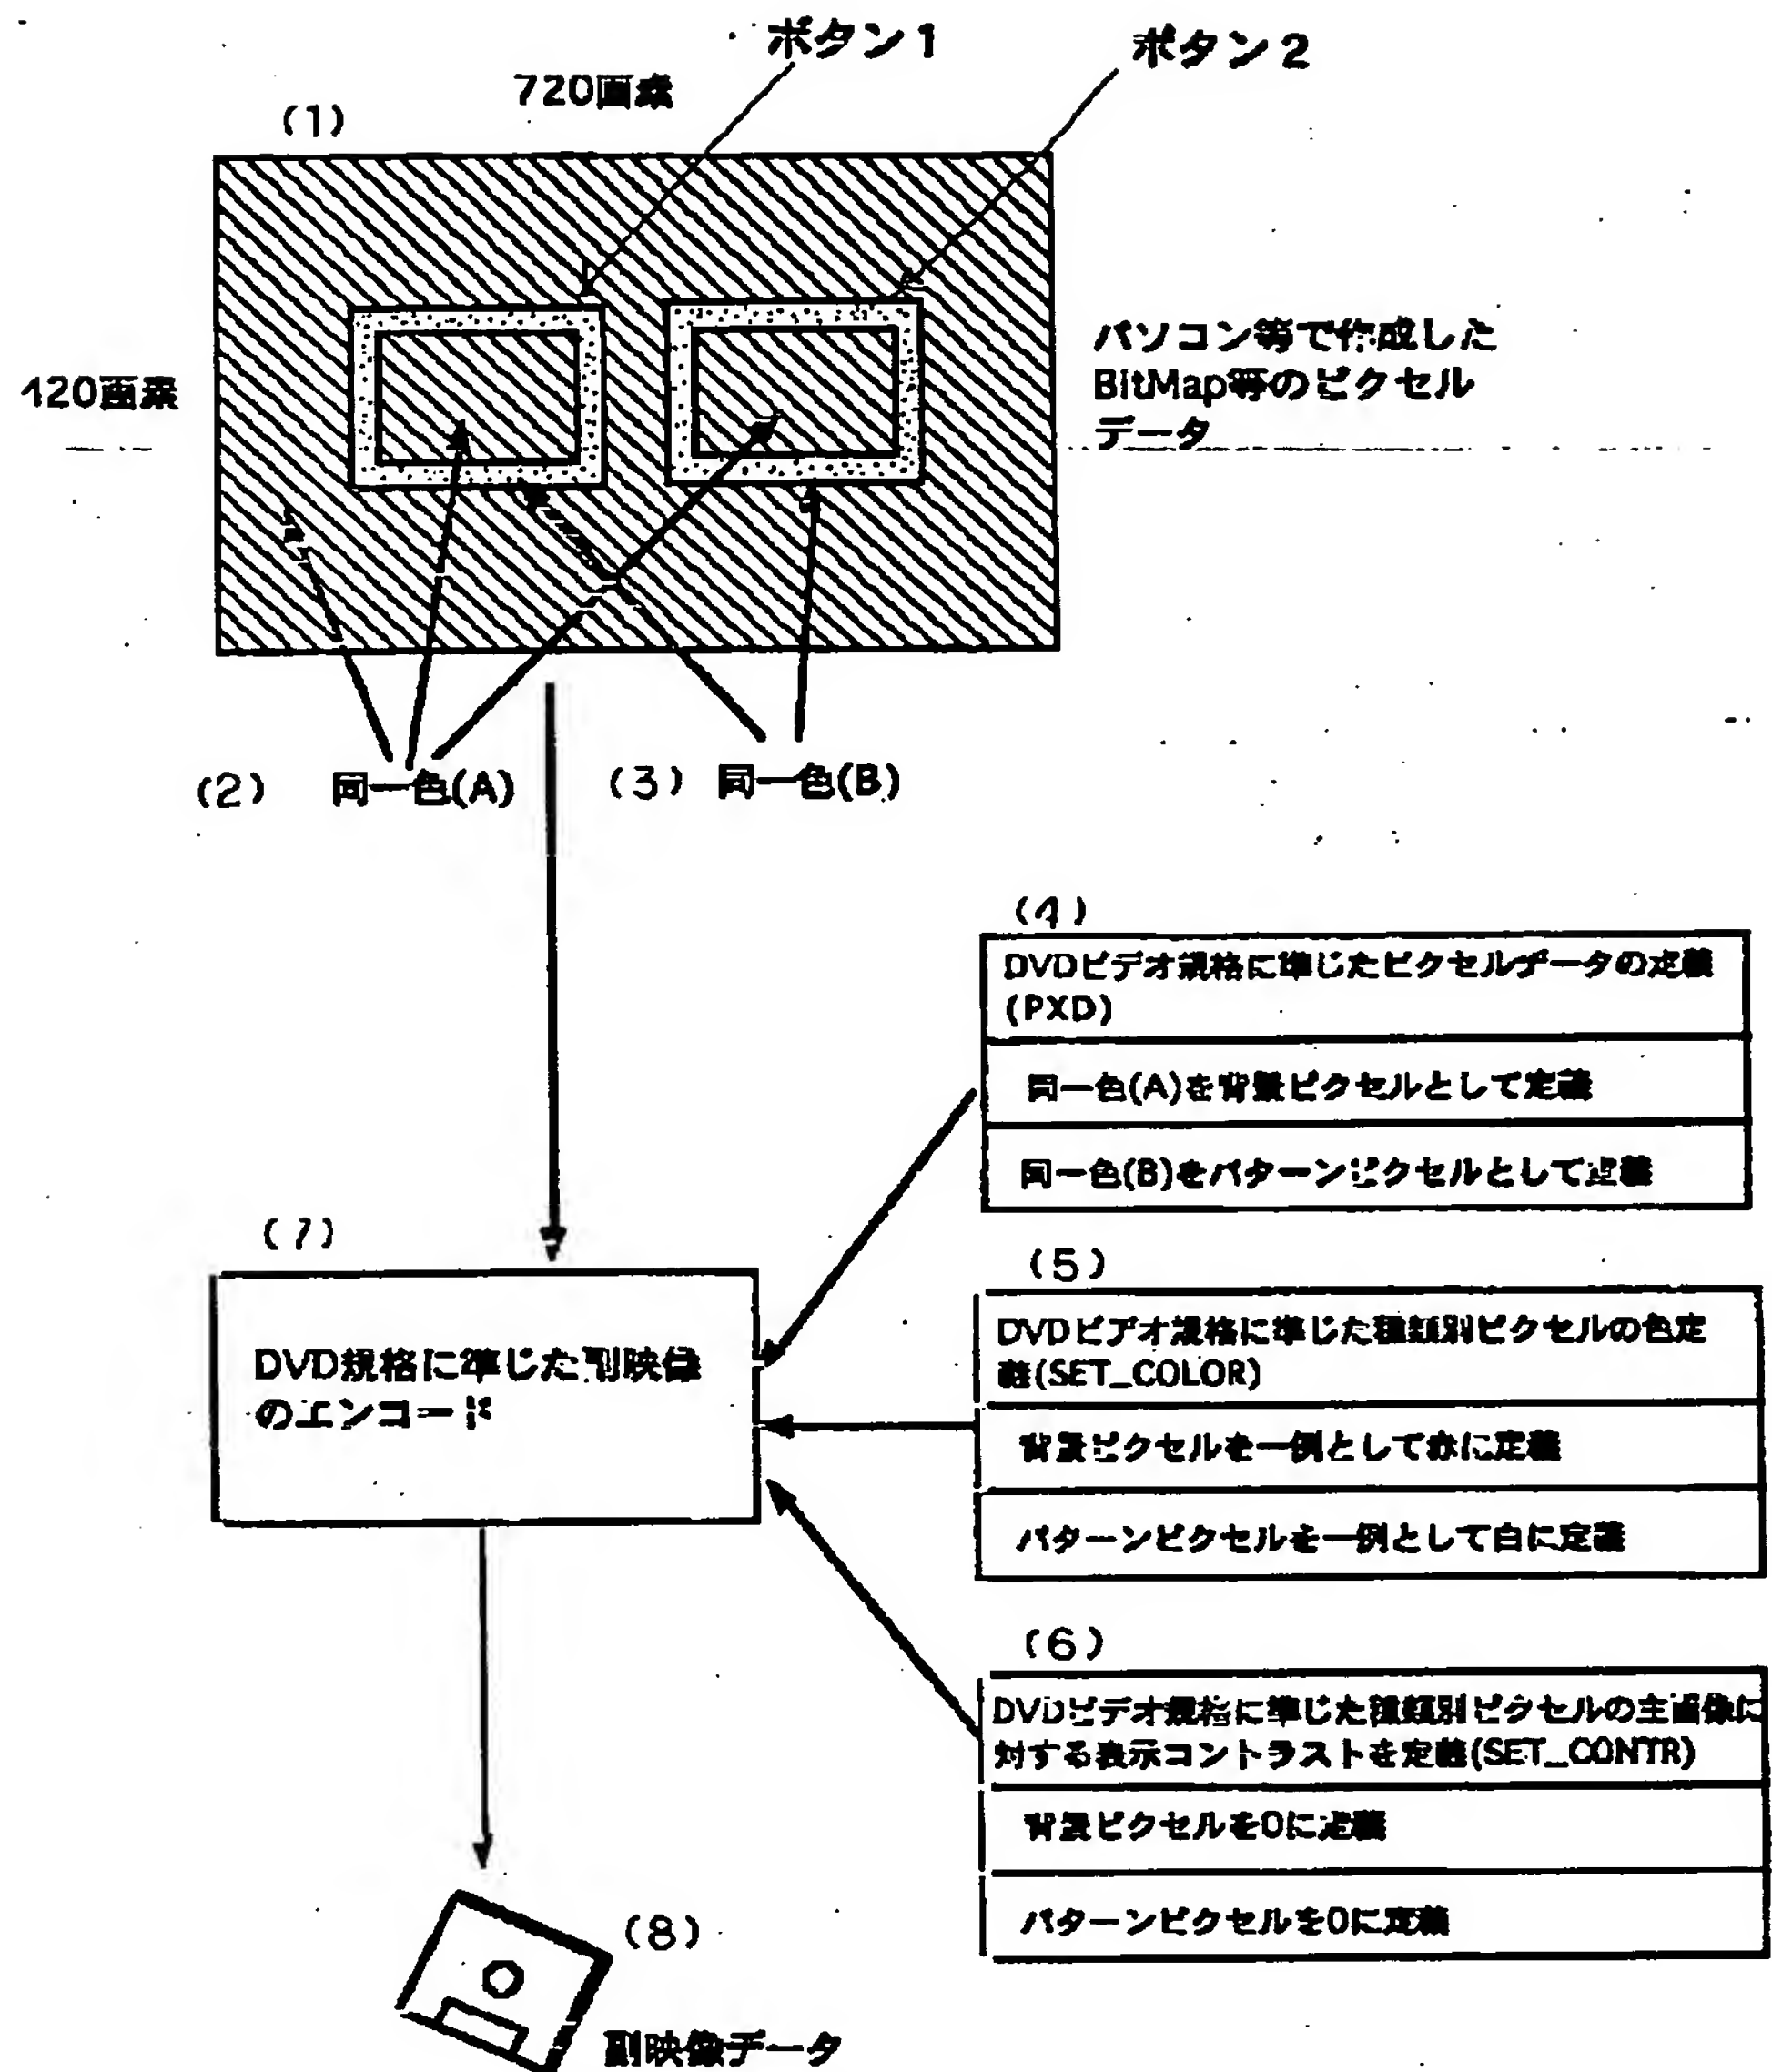 ボタン1
ボタン2
720画素
(1)
420画素
パソコン等で作成した
BitMap等のピクセル
データ
(2) 同一色(A)
(3) 同一色(B)
(4)
DVDビデオ規格に準じたピクセルデータの定義
(PXD)
同一色(A)を背景ピクセルとして定義
同一色(B)をパターンピクセルとして定義
(7)
DVD規格に準じた副映像
のエンコード
(5)
DVDビデオ規格に準じた種類別ピクセルの色定
義(SET_COLOR)
背景ピクセルを一例として赤に定義
パターンピクセルを一例として白に定義
(6)
DVDビデオ規格に準じた種類別ピクセルの主画像に
対する表示コントラストを定義(SET_CONTR)
背景ピクセルを0に定義
パターンピクセルを0に定義
(8)
副映像データ